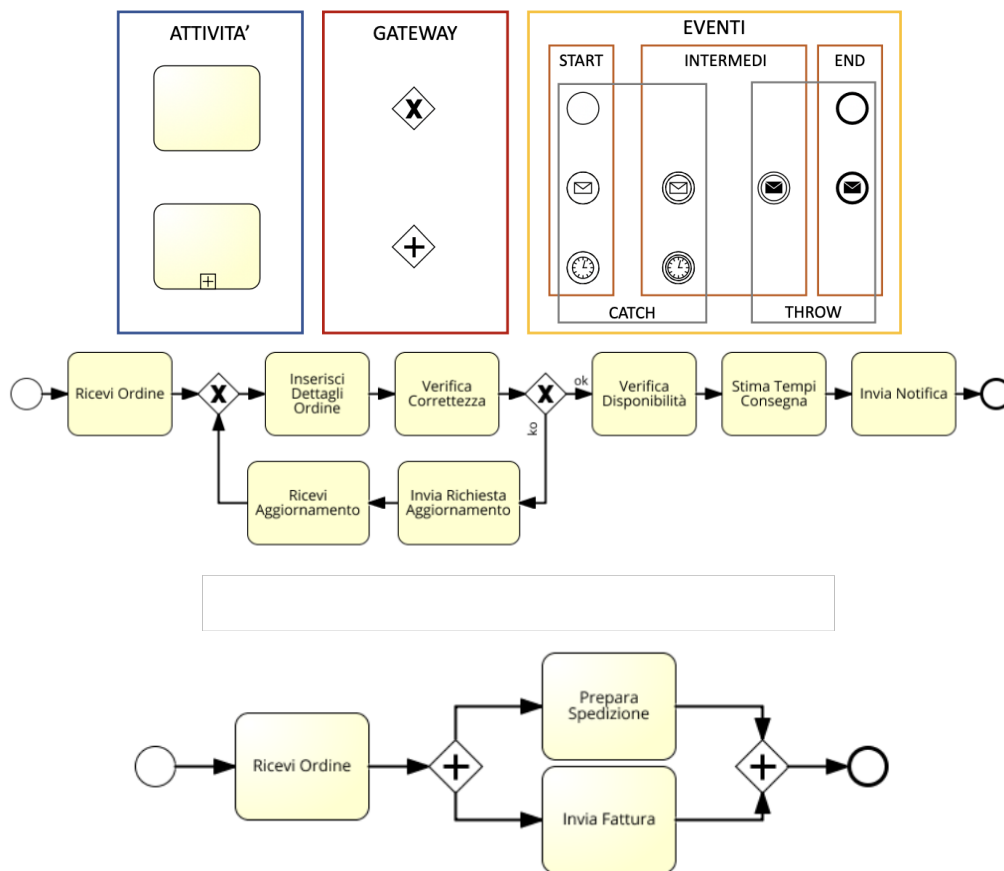 ATTIVITA’
GATEWAY
EVENTI
START
INTERMEDI
END
CATCH
THROW
Ricevi Ordine
Inserisci
Dettagli
Ordine
Verifica
Correttezza
ok
ko
Verifica
Disponibilità
Stima Tempi
Consegna
Invia Notifica
Ricevi
Aggiornamento
Invia Richiesta
Aggiornamento
Ricevi Ordine
Prepara
Spedizione
Invia Fattura